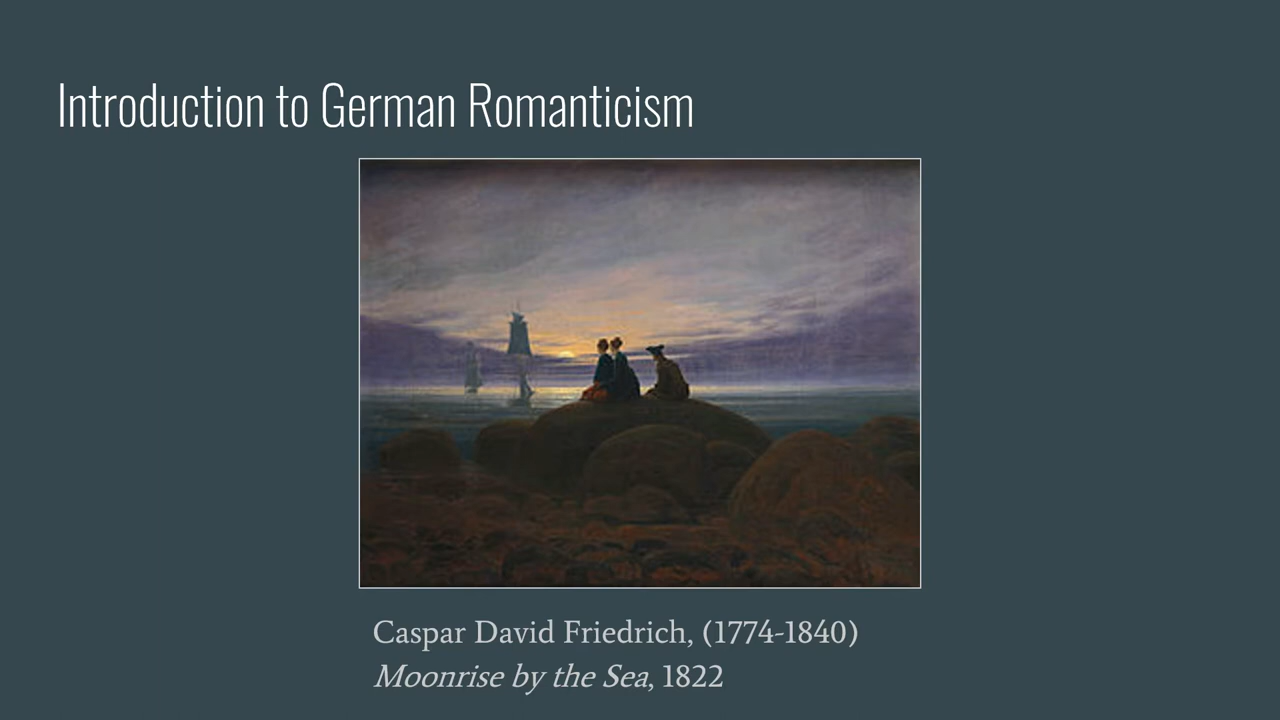 Introduction to German Romanticism
Caspar David Friedrich, (1774-1840)
Moonrise by the Sea, 1822